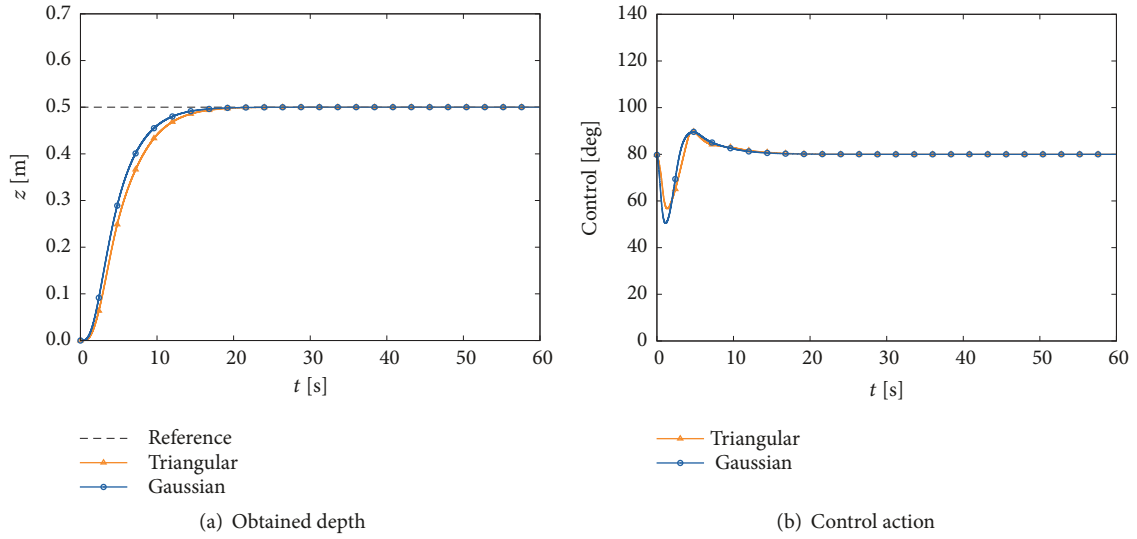 0.7
0.6
0.5
0.4
0.3
0.2
0.1
0.0
z [m]
0 10 20 30 40 50 60
t [s]
Reference
Triangular
Gaussian
(a) Obtained depth
140
120
100
80
60
40
20
0
Control [deg]
0 10 20 30 40 50 60
t [s]
Triangular
Gaussian
(b) Control action